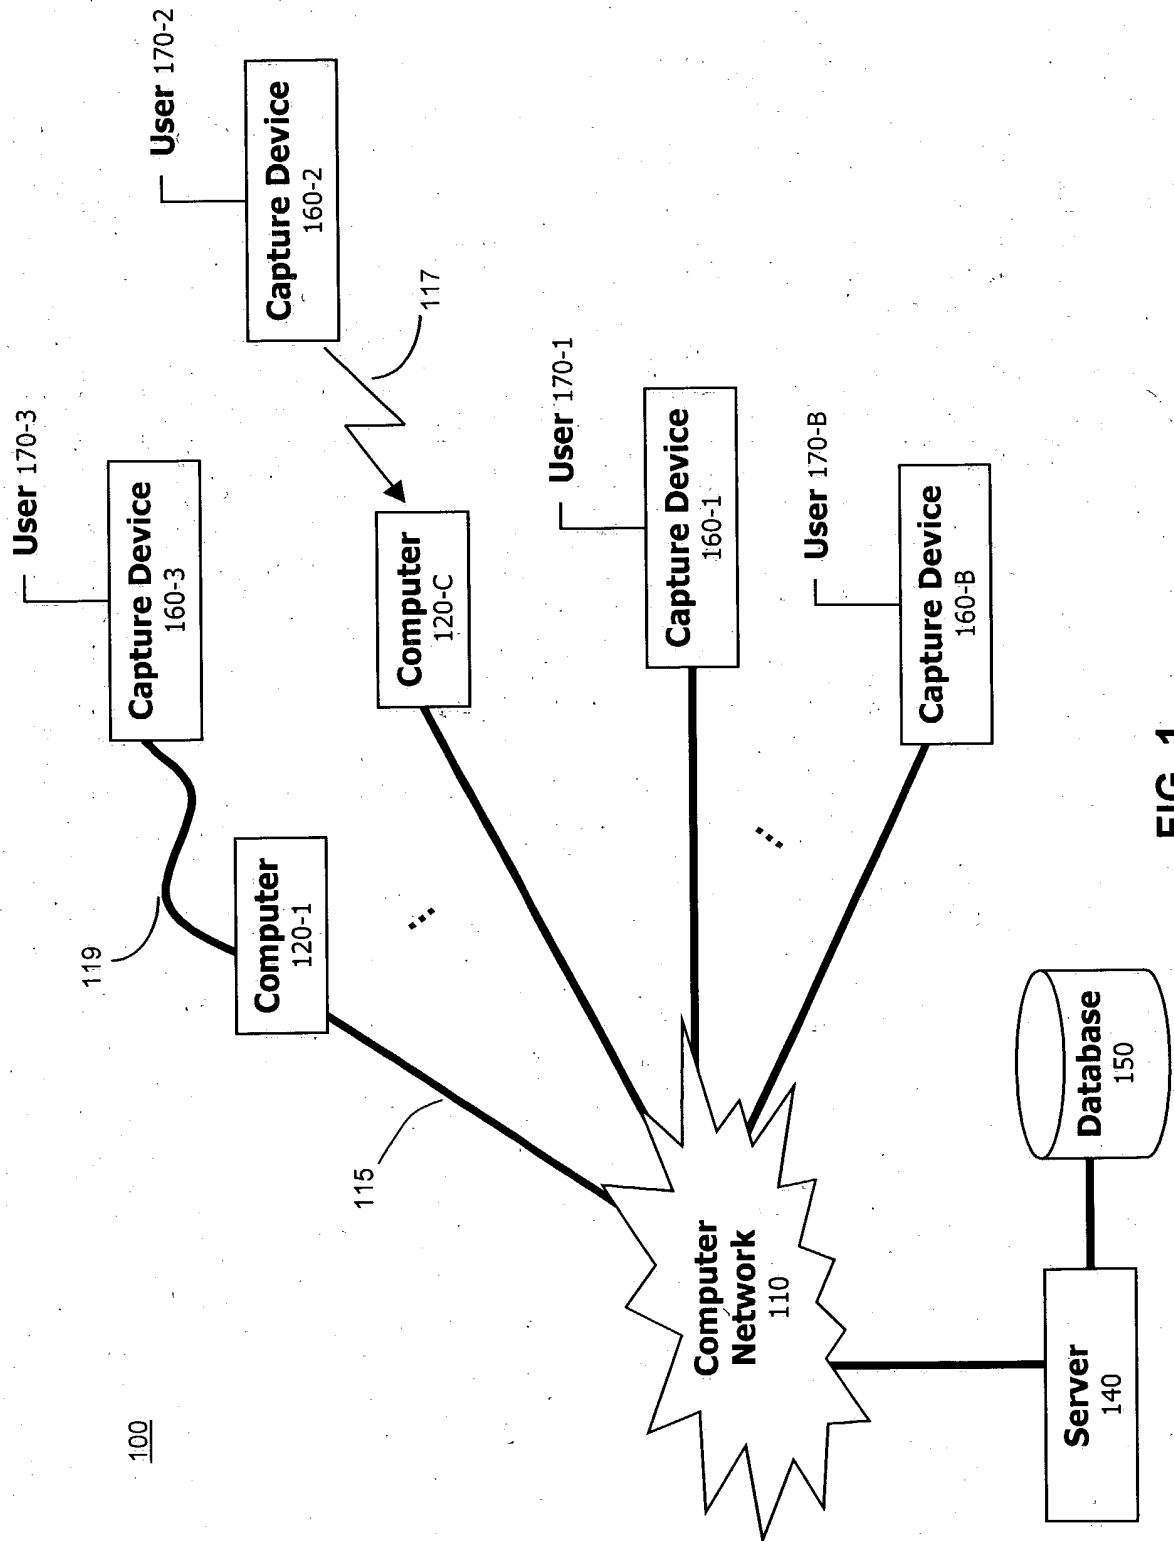 User 170-3
119
100
Capture Device
160-3
User 170-2
Computer
120-1
Capture Device
160-2
115
Computer
120-C
117
User 170-1
Capture Device
160-1
Computer
Network
110
User 170-B
Capture Device
160-B
Server
140
Database
150
FIG. 1